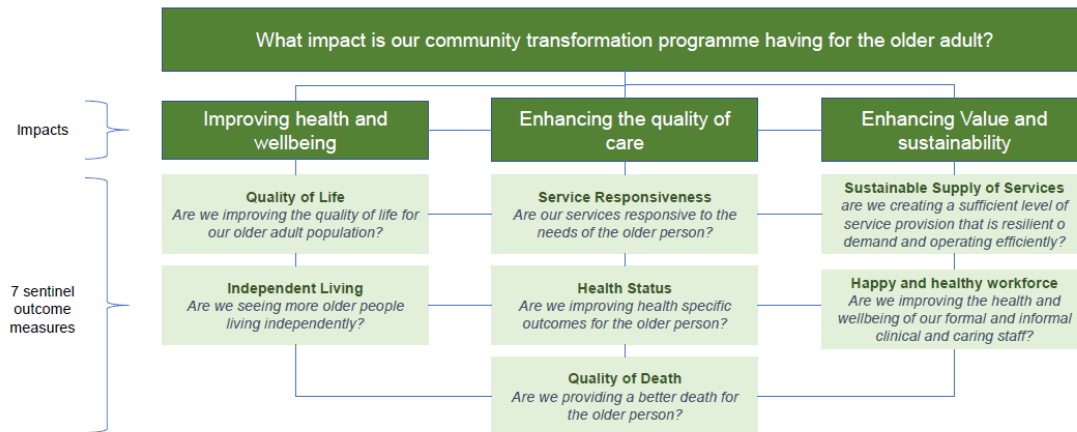 What impact is our community transformation programme having for the older adult?
Impacts
Improving health and
wellbeing
Enhancing the quality of
care
Enhancing Value and
sustainability
7 sentinel
outcome
measures
Quality of Life
Are we improving the quality of life for
our older adult population?
Service Responsiveness
Are our services responsive to the
needs of the older person?
Sustainable Supply of Services
are we creating a sufficient level of
service provision that is resilient o
demand and operating efficiently?
Independent Living
Are we seeing more older people
living independently?
Health Status
Are we improving health specific
outcomes for the older person?
Happy and healthy workforce
Are we improving the health and
wellbeing of our formal and informal
clinical and caring staff?
Quality of Death
Are we providing a better death for
the older person?